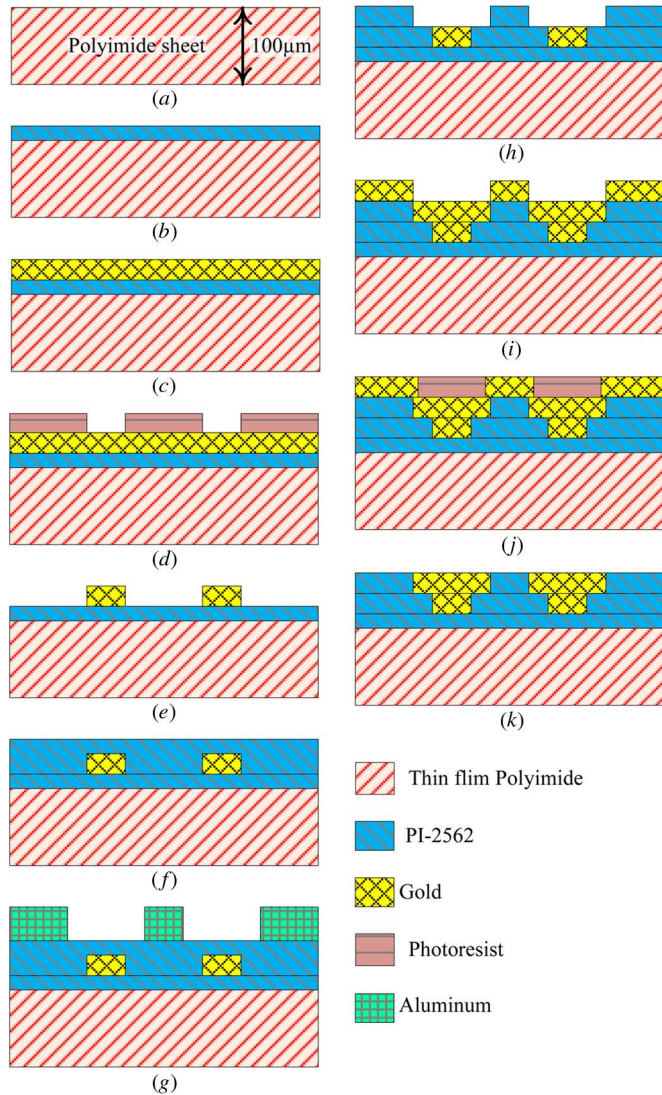 Polyimide sheet
100μm
(a)
(b)
(c)
(d)
(e)
(f)
(g)
(h)
(i)
(j)
(k)
Thin flim Polyimide
PI-2562
Gold
Photoresist
Aluminum